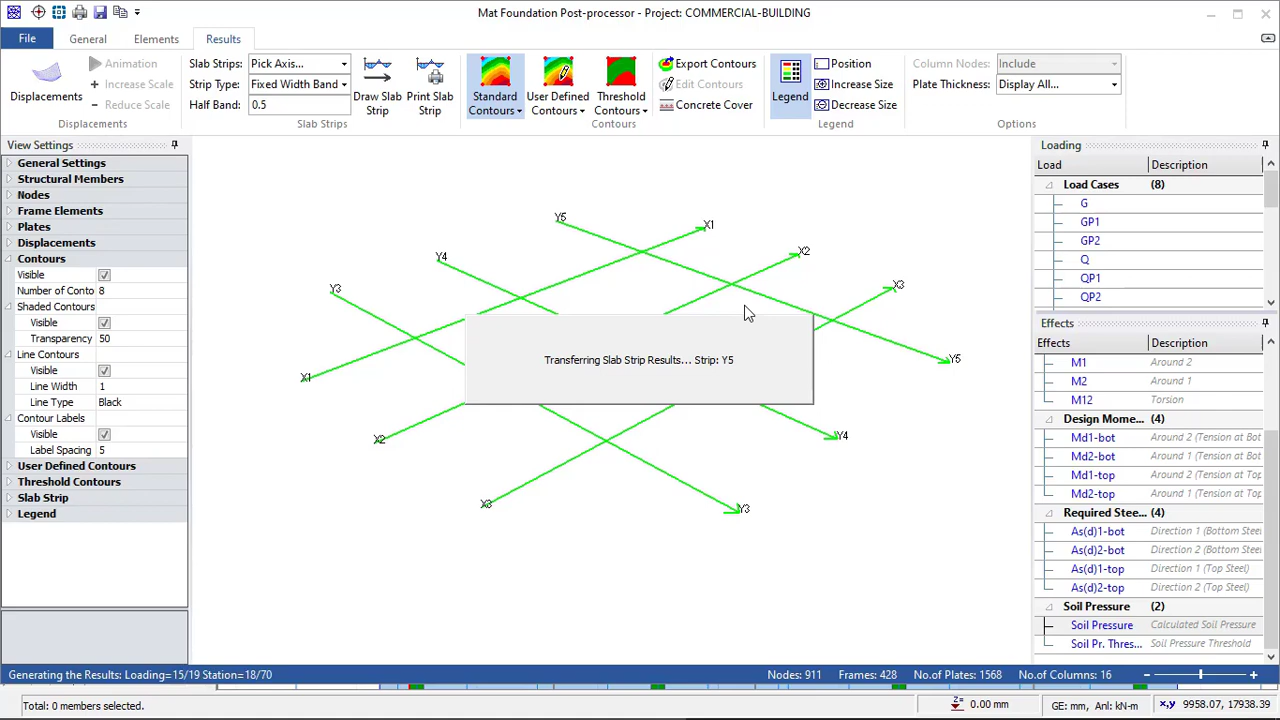 Mat Foundation Post-processor - Project: COMMERCIAL-BUILDING
File General Elements Results
Displacements
Animation
Increase Scale
Reduce Scale
Displacements
Slab Strips: Pick Axis...
Strip Type: Fixed Width Band
Half Band: 0.5
Draw Slab Strip
Print Slab Strip
Slab Strips
Standard Contours
User Defined Contours
Threshold Contours
Export Contours
Edit Contours
Concrete Cover
Contours
Legend
Position
Increase Size
Decrease Size
Legend
Column Nodes: Include
Plate Thickness: Display All...
Options
View Settings
General Settings
Structural Members
Nodes
Frame Elements
Plates
Displacements
Contours
Visible
Number of Conto 8
Shaded Contours
Visible
Transparency 50
Line Contours
Visible
Line Width 1
Line Type Black
Contour Labels
Visible
Label Spacing 5
User Defined Contours
Threshold Contours
Slab Strip
Legend
Y5
X1
Y4
X2
Y3
X3
Transferring Slab Strip Results... Strip: Y5
X1
Y5
X2
Y4
X3
Y3
Loading
Load Description
Load Cases (8)
G
GP1
GP2
Q
QP1
QP2
Effects
Effects Description
M1 Around 2
M2 Around 1
M12 Torsion
Design Mome... (4)
Md1-bot Around 2 (Tension at Bot
Md2-bot Around 1 (Tension at Bot
Md1-top Around 2 (Tension at Top
Md2-top Around 1 (Tension at Top
Required Stee... (4)
As(d)1-bot Direction 1 (Bottom Steel
As(d)2-bot Direction 2 (Bottom Steel
As(d)1-top Direction 1 (Top Steel)
As(d)2-top Direction 2 (Top Steel)
Soil Pressure (2)
Soil Pressure Calculated Soil Pressure
Soil Pr. Thres... Soil Pressure Threshold
Generating the Results: Loading=15/19 Station=18/70 Nodes: 911 Frames: 428 No.of Plates: 1568 No.of Columns: 16
Total: 0 members selected. Z= 0.00 mm GE: mm, Anl: kN-m x,y 9958.07, 17938.39